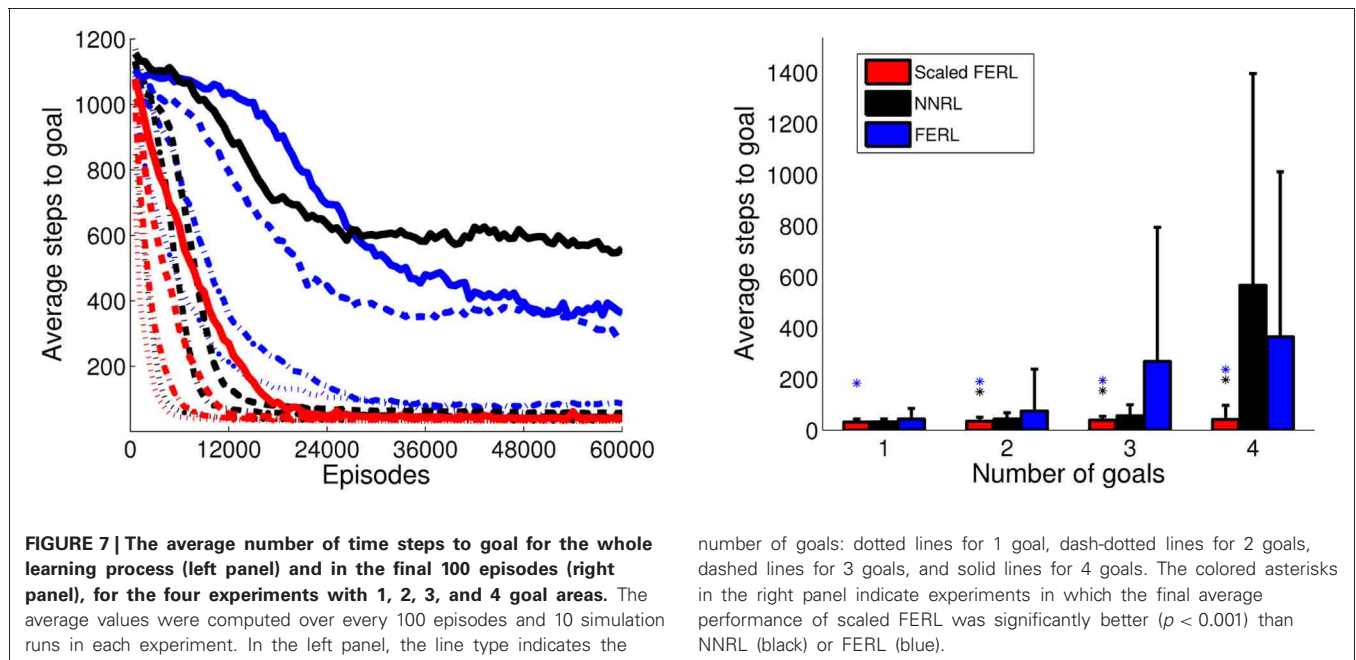 1200
1000
800
600
400
200
0
12000
24000
36000
48000
60000
Average steps to goal
Episodes
1400
1200
1000
800
600
400
200
0
1
2
3
4
Average steps to goal
Number of goals
Scaled FERL
NNRL
FERL
*
*
*
*
*
*
*
FIGURE 7 | The average number of time steps to goal for the whole
learning process (left panel) and in the final 100 episodes (right
panel), for the four experiments with 1, 2, 3, and 4 goal areas. The
average values were computed over every 100 episodes and 10 simulation
runs in each experiment. In the left panel, the line type indicates the
number of goals: dotted lines for 1 goal, dash-dotted lines for 2 goals,
dashed lines for 3 goals, and solid lines for 4 goals. The colored asterisks
in the right panel indicate experiments in which the final average
performance of scaled FERL was significantly better (p < 0.001) than
NNRL (black) or FERL (blue).